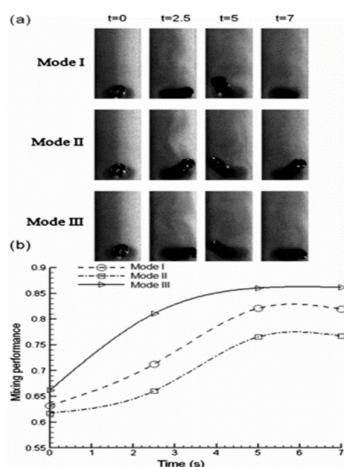 (a) t=0 t=2.5 t=5 t=7
Mode I
Mode II
Mode III
(b)
0.9
Mode I
Mode II
Mode III
0.85
0.8
0.75
0.7
0.65
0.6
0.55
0 1 2 3 4 5 6 7
Mixing performance
Time (s)